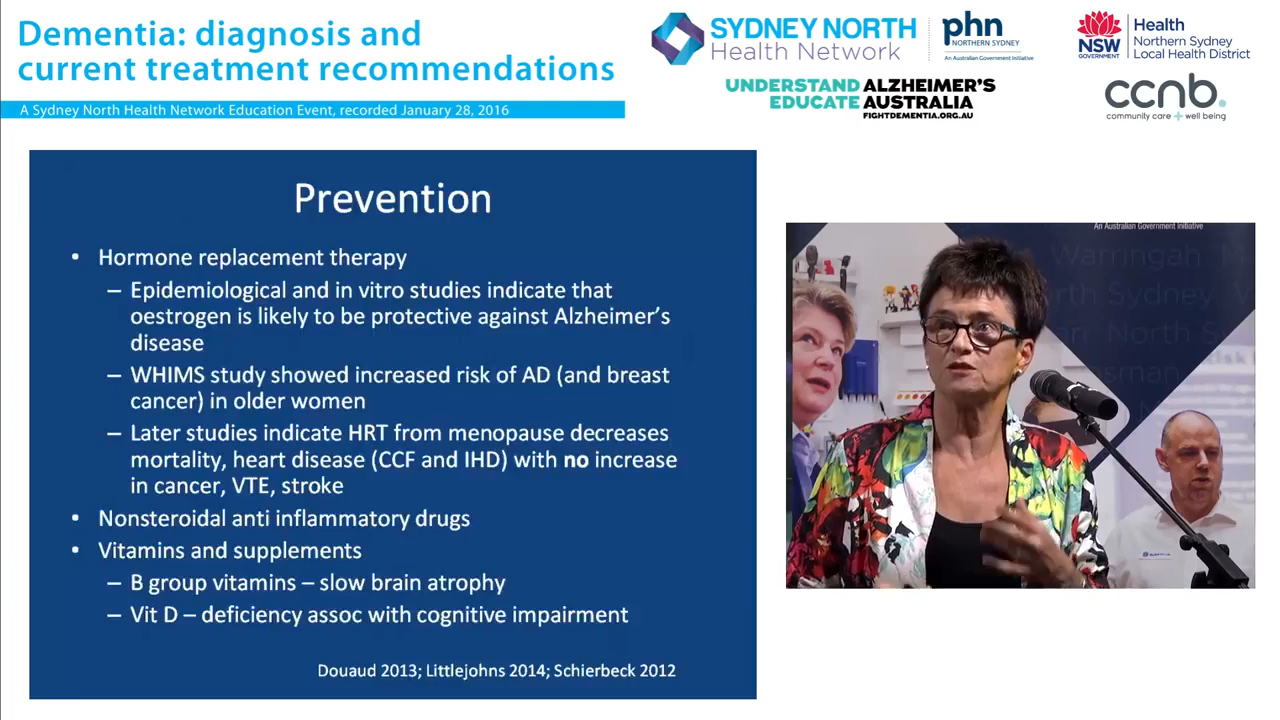 Dementia: diagnosis and
current treatment recommendations
A Sydney North Health Network Education Event, recorded January 28, 2016
SYDNEY NORTH
Health Network
phn
NORTHERN SYDNEY
An Australian Government Initiative
NSW
GOVERNMENT
Health
Northern Sydney
Local Health District
UNDERSTAND ALZHEIMER'S
EDUCATE AUSTRALIA
FIGHTDEMENTIA.ORG.AU
ccnb.
community care + well being
Prevention
• Hormone replacement therapy
– Epidemiological and in vitro studies indicate that
oestrogen is likely to be protective against Alzheimer's
disease
– WHIMS study showed increased risk of AD (and breast
cancer) in older women
– Later studies indicate HRT from menopause decreases
mortality, heart disease (CCF and IHD) with no increase
in cancer, VTE, stroke
• Nonsteroidal anti inflammatory drugs
• Vitamins and supplements
– B group vitamins – slow brain atrophy
– Vit D – deficiency assoc with cognitive impairment
Douaud 2013; Littlejohns 2014; Schierbeck 2012
An Australian Government Initiative
Warringah
rth Sydney
North S